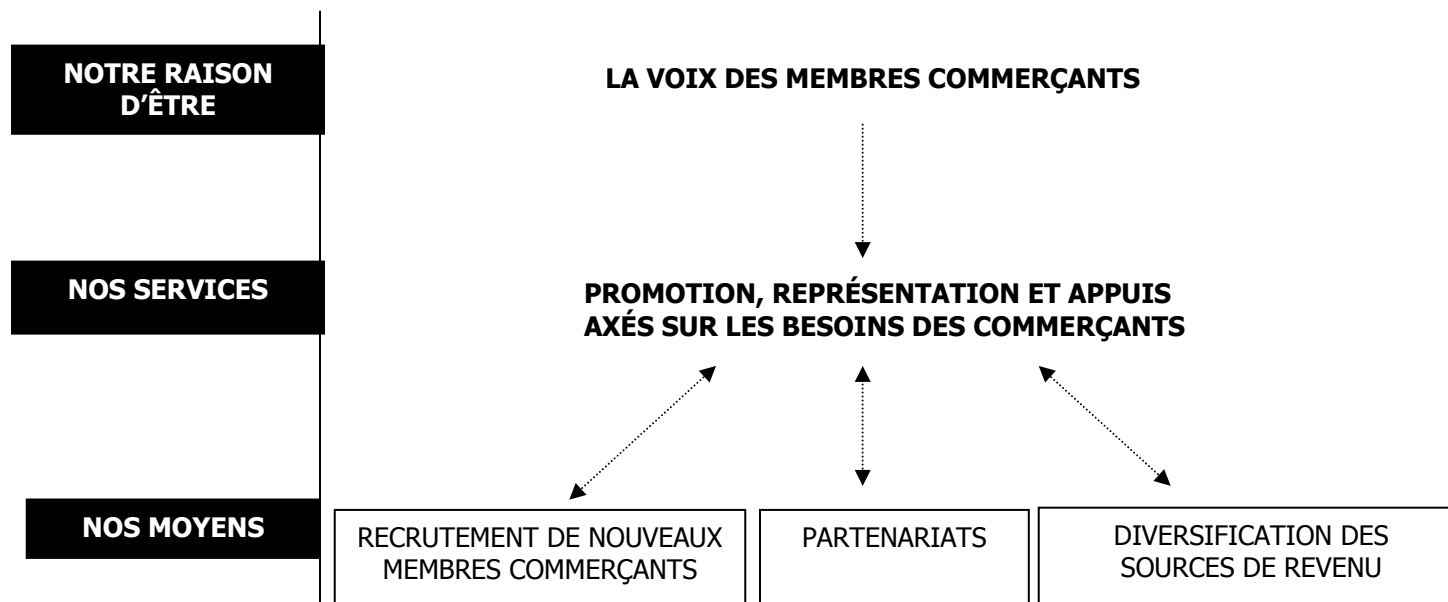 NOTRE RAISON
D’ÊTRE
LA VOIX DES MEMBRES COMMERÇANTS
NOS SERVICES
PROMOTION, REPRÉSENTATION ET APPUIS
AXÉS SUR LES BESOINS DES COMMERÇANTS
NOS MOYENS
RECRUTEMENT DE NOUVEAUX
MEMBRES COMMERÇANTS
PARTENARIATS
DIVERSIFICATION DES
SOURCES DE REVENU